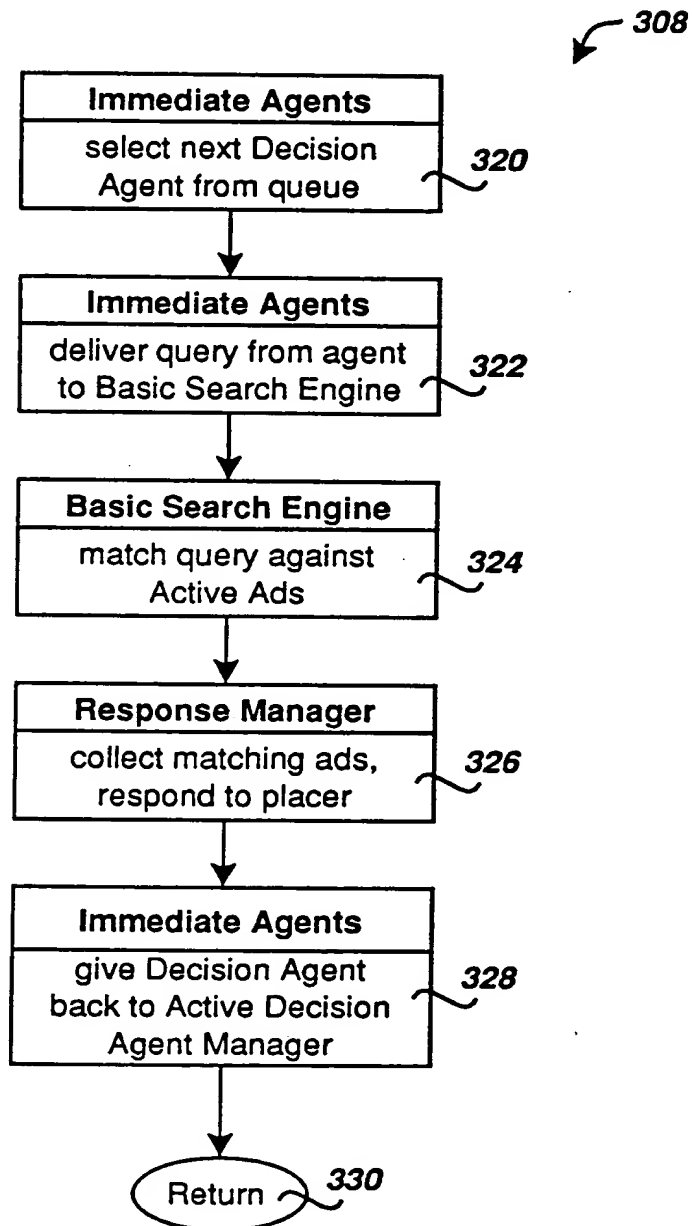 308
Immediate Agents
select next Decision
Agent from queue
320
Immediate Agents
deliver query from agent
to Basic Search Engine
322
Basic Search Engine
match query against
Active Ads
324
Response Manager
collect matching ads,
respond to placer
326
Immediate Agents
give Decision Agent
back to Active Decision
Agent Manager
328
Return
330